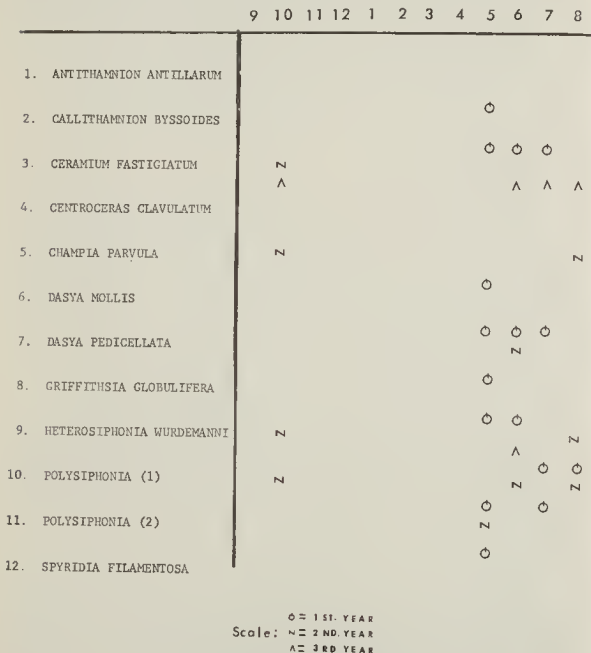 9 10 11 12 1 2 3 4 5 6 7 8
1. ANTITHAMNION ANTILLARUM
Ò
2. CALLITHAMNION BYSSOIDES
Ò Ò Ò
3. CERAMIUM FASTIGIATUM N
Λ Λ Λ Λ
4. CENTROCERAS CLAVULATUM
5. CHAMPIA PARVULA N N
Ò
6. DASYA MOLLIS
Ò Ò Ò
7. DASYA PEDICELLATA N
Ò
8. GRIFFITHSIA GLOBULIFERA
Ò Ò
9. HETEROSIPHONIA WURDEMANNI N N
Λ
Ò Ò
10. POLYSIPHONIA (1) N N N
Ò Ò
11. POLYSIPHONIA (2) N
Ò
12. SPYRIDIA FILAMENTOSA
Ò = 1 ST. YEAR
Scale: N = 2 ND. YEAR
Λ = 3 RD YEAR